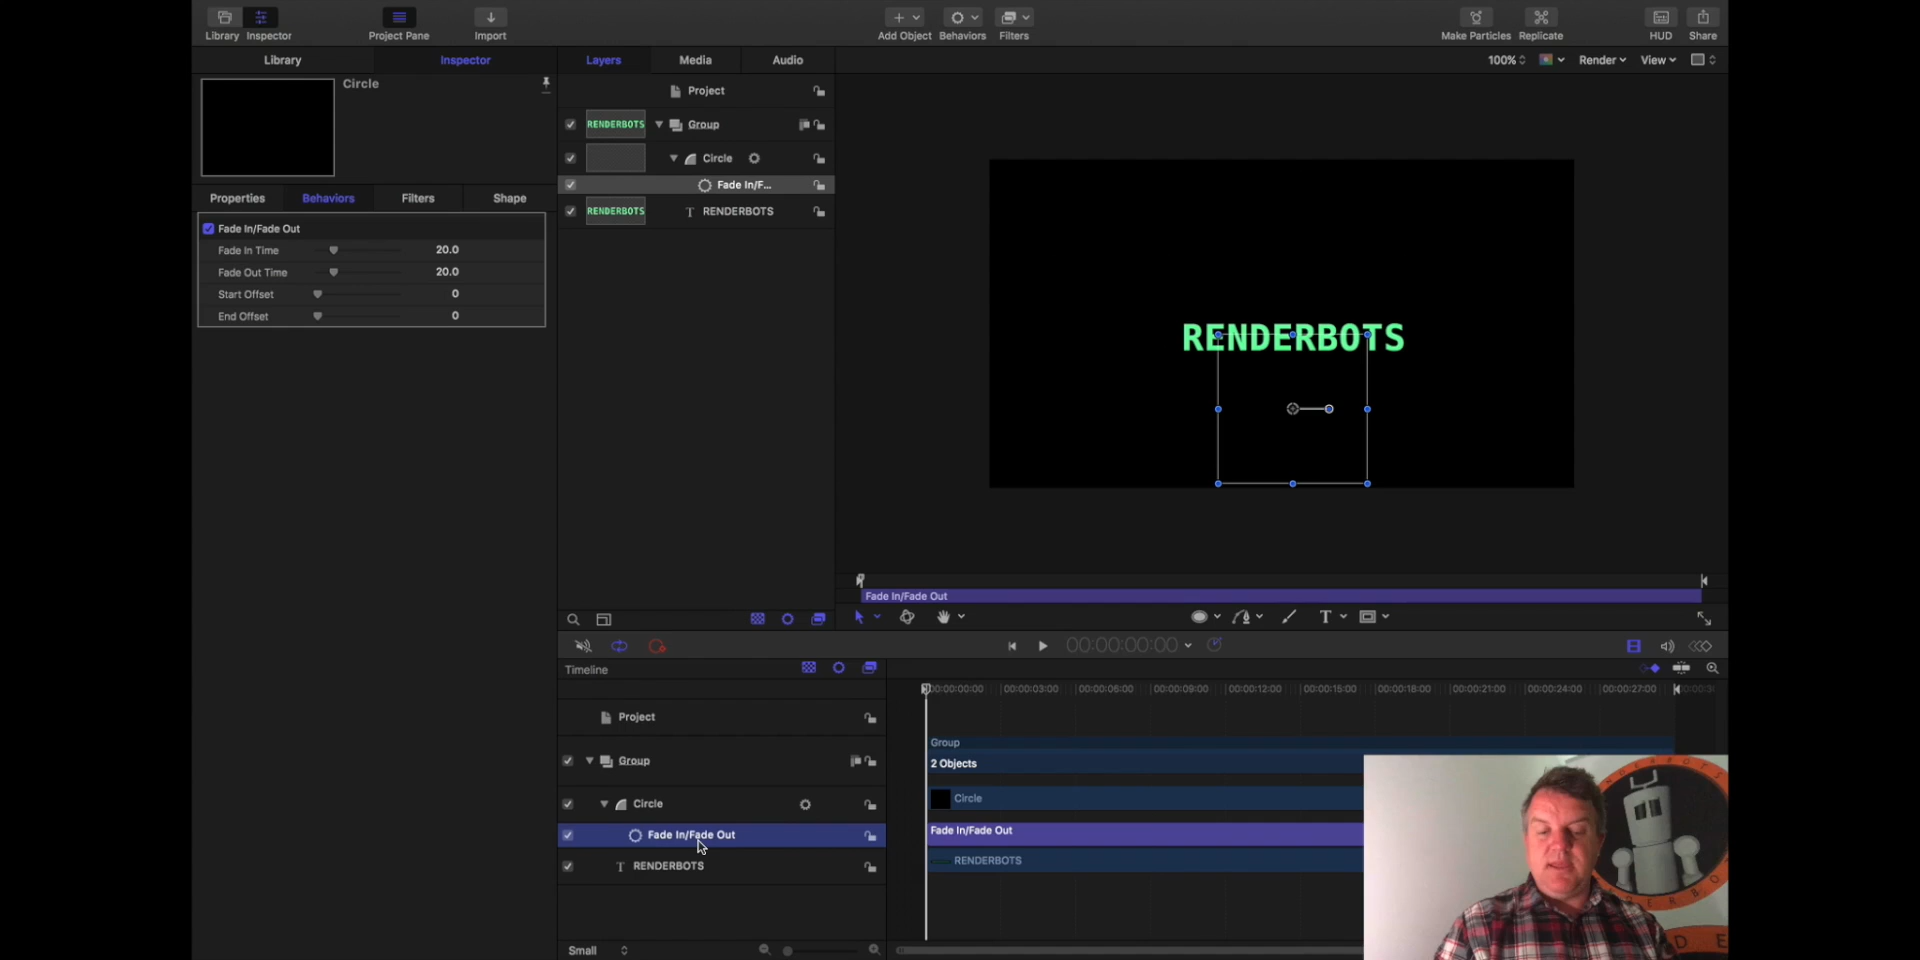 Library
Inspector
Project Pane
Import
Add Object
Behaviors
Filters
Make Particles
Replicate
HUD
Share
Library
Inspector
Layers
Media
Audio
100%
Render
View
Circle
Project
RENDERBOTS
Group
Circle
Fade In/F...
RENDERBOTS
T
RENDERBOTS
Properties
Behaviors
Filters
Shape
Fade In/Fade Out
Fade In Time
20.0
Fade Out Time
20.0
Start Offset
0
End Offset
0
RENDERBOTS
Fade In/Fade Out
T
00:00:00:00
Timeline
00:00:00:00
00:00:03:00
00:00:06:00
00:00:09:00
00:00:12:00
00:00:15:00
00:00:18:00
00:00:21:00
00:00:24:00
00:00:27:00
Project
Group
Group
2 Objects
Circle
Circle
Fade In/Fade Out
Fade In/Fade Out
T
RENDERBOTS
RENDERBOTS
Small